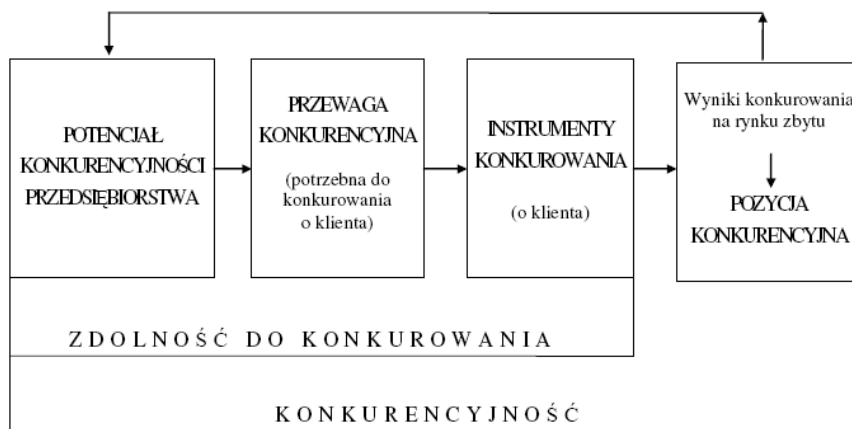 POTENCJAŁ
KONKURENCYJNOŚCI
PRZEDSIĘBIORSTWA
PRZEWAGA
KONKURENCYJNA
(potrzebna do
konkurowania
o klienta)
INSTRUMENTY
KONKUROWANIA
(o klienta)
Wyniki konkurowania
na rynku zbytu
POZYCJA
KONKURENCYJNA
ZDOLNOŚĆ DO KONKUROWANIA
KONKURENCYJNOŚĆ